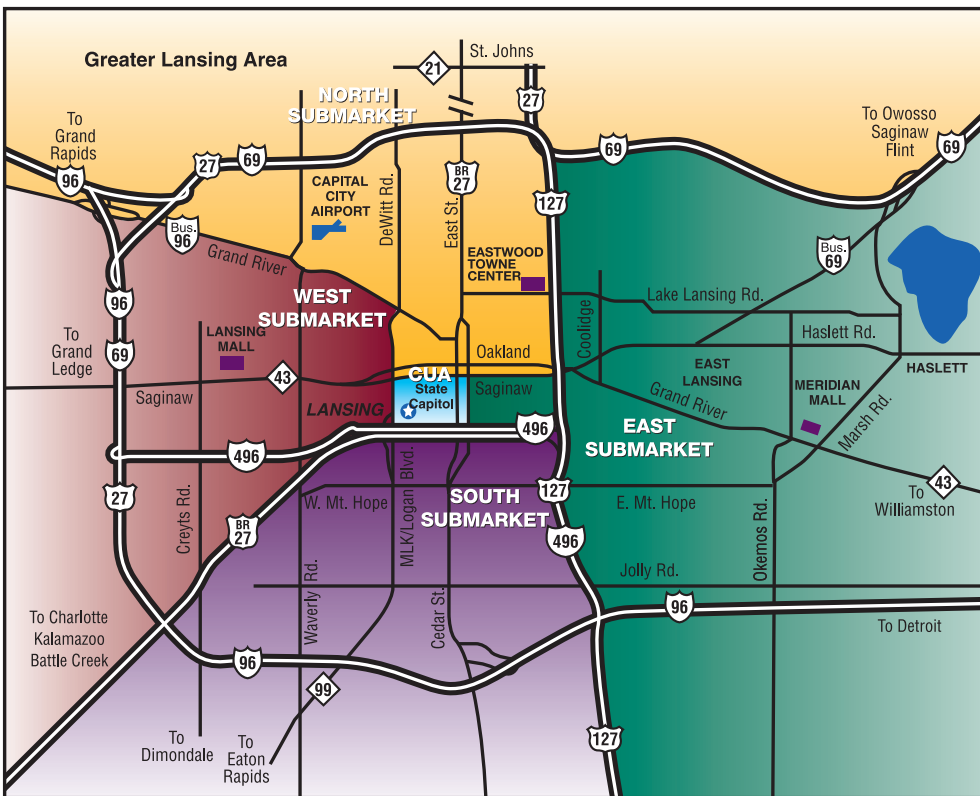 Greater Lansing Area
St. Johns
21
27
NORTH
SUBMARKET
To
Grand
Rapids
96
27
69
69
To Owosso
Saginaw
Flint
69
BR
27
CAPITAL
CITY
AIRPORT
DeWitt Rd.
East St.
127
Bus.
96
Grand River
EASTWOOD
TOWNE
CENTER
Bus.
69
WEST
SUBMARKET
96
Lake Lansing Rd.
To
Grand
Ledge
69
LANSING
MALL
Coolidge
Haslett Rd.
Oakland
43
CUA
State
Capitol
Saginaw
Saginaw
EAST
LANSING
Grand River
MERIDIAN
MALL
HASLETT
Marsh Rd.
LANSING
496
496
EAST
SUBMARKET
43
To
Williamston
27
Creyts Rd.
BR
27
W. Mt. Hope
MLK/Logan Blvd.
SOUTH
SUBMARKET
127
E. Mt. Hope
Okemos Rd.
496
Jolly Rd.
Waverly Rd.
Cedar St.
96
To Detroit
To Charlotte
Kalamazoo
Battle Creek
96
99
127
To
Dimondale
To
Eaton
Rapids